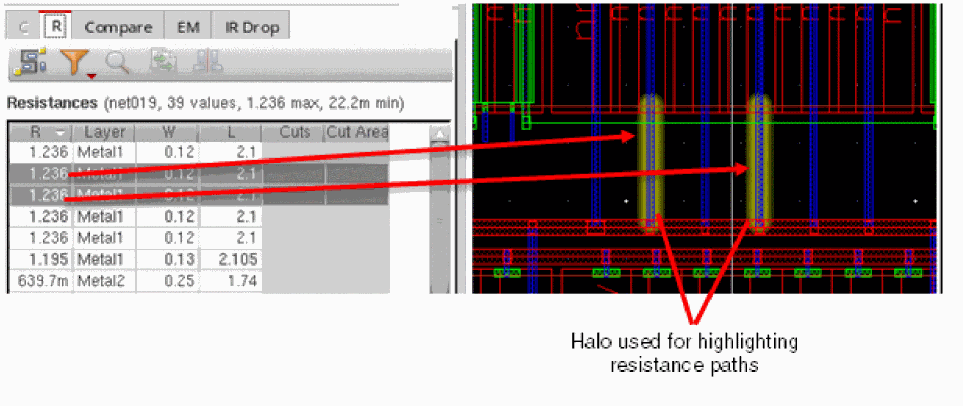 C R Compare EM IR Drop
Resistances (net019, 39 values, 1.236 max, 22.2m min)
R Layer W L Cuts Cut Area
1.236 Metal1 0.12 2.1
1.236 Metal1 0.12 2.1
1.236 Metal1 0.12 2.1
1.236 Metal1 0.12 2.1
1.236 Metal1 0.12 2.1
1.195 Metal1 0.13 2.105
639.7m Metal2 0.25 1.74
Halo used for highlighting
resistance paths